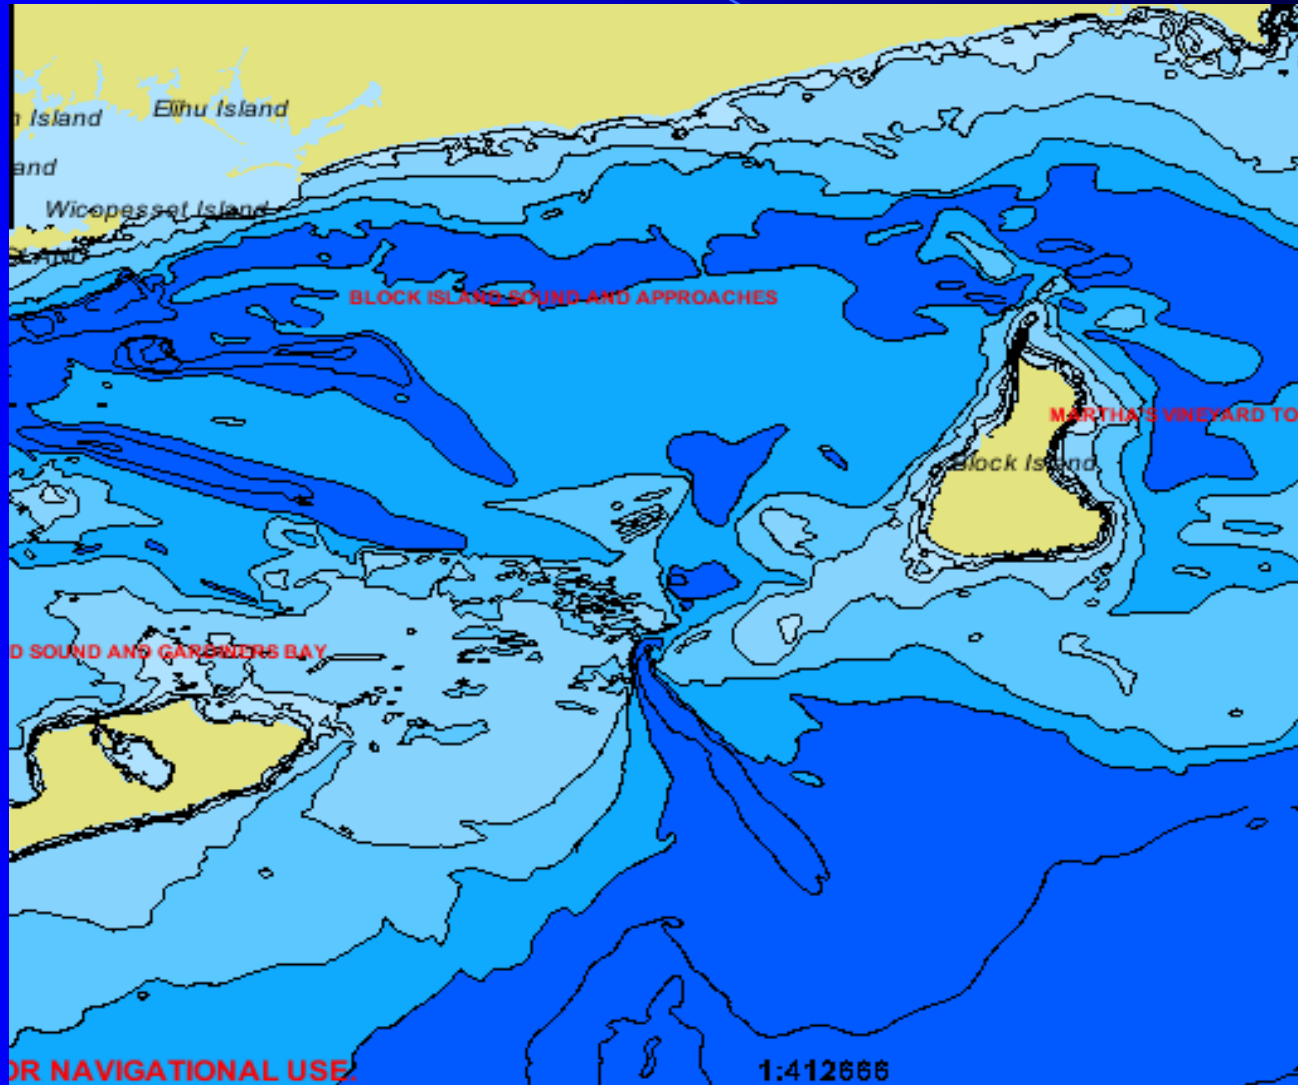 Elihu Island
n Island
and
Wicopesset Island
SLAND
BLOCK ISLAND SOUND AND APPROACHES
MARTHA'S VINEYARD TO
Block Island
D SOUND AND GARDINERS BAY
OR NAVIGATIONAL USE.
1:412666